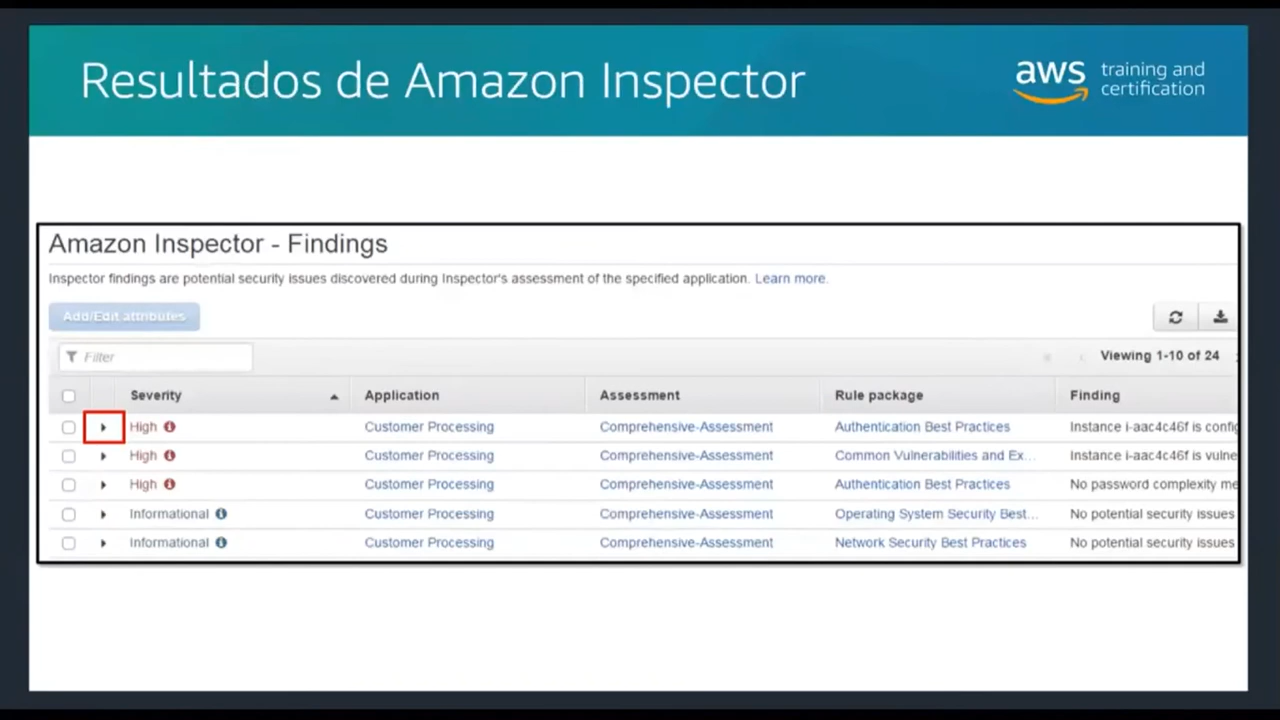 Resultados de Amazon Inspector
aws training and certification
Amazon Inspector - Findings
Inspector findings are potential security issues discovered during Inspector's assessment of the specified application. Learn more.
Add/Edit attributes
Filter
Viewing 1-10 of 24
Severity Application Assessment Rule package Finding
High Customer Processing Comprehensive-Assessment Authentication Best Practices Instance i-aac4c46f is config
High Customer Processing Comprehensive-Assessment Common Vulnerabilities and Ex... Instance i-aac4c46f is vulne
High Customer Processing Comprehensive-Assessment Authentication Best Practices No password complexity me
Informational Customer Processing Comprehensive-Assessment Operating System Security Best... No potential security issues
Informational Customer Processing Comprehensive-Assessment Network Security Best Practices No potential security issues